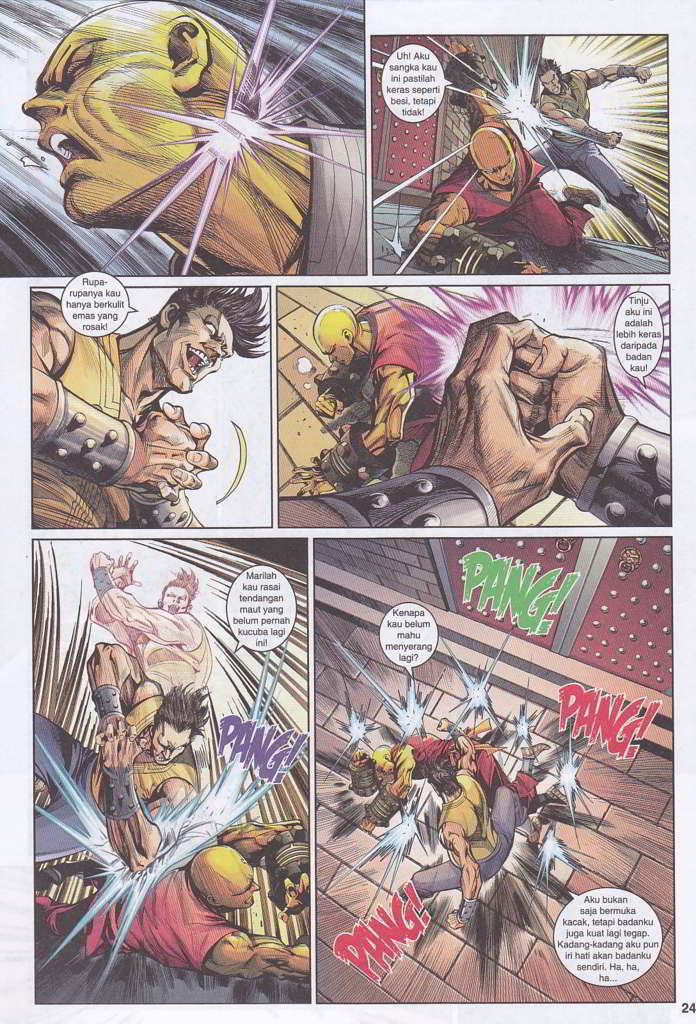 Uh! Aku
sangka kau
ini pastilah
keras seperti
besi, tetapi
tidak!
Rupa-
rupanya kau
hanya berkulit
emas yang
rosak!
Tinju
aku ini
adalah
lebih keras
daripada
badan
kau!
Marilah
kau rasai
tendangan
maut yang
belum pernah
kucuba lagi
ini!
PANG!
PANG!
Kenapa
kau belum
mahu
menyerang
lagi?
PANG!
PANG!
Aku bukan
saja bermuka
kacak, tetapi badanku
juga kuat lagi tegap.
Kadang-kadang aku pun
iri hati akan badanku
sendiri. Ha, ha,
ha...
24